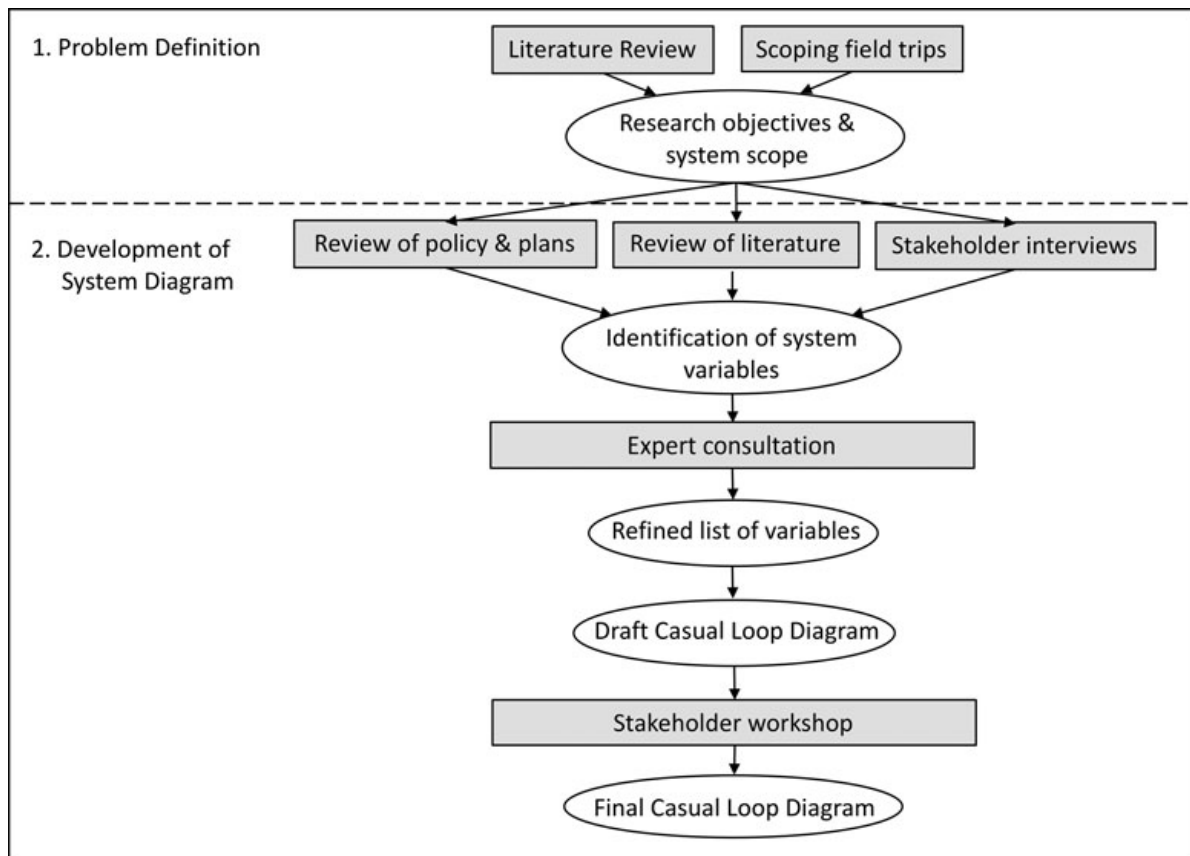 1. Problem Definition
Literature Review
Scoping field trips
Research objectives &
system scope
2. Development of
System Diagram
Review of policy & plans
Review of literature
Stakeholder interviews
Identification of system
variables
Expert consultation
Refined list of variables
Draft Casual Loop Diagram
Stakeholder workshop
Final Casual Loop Diagram